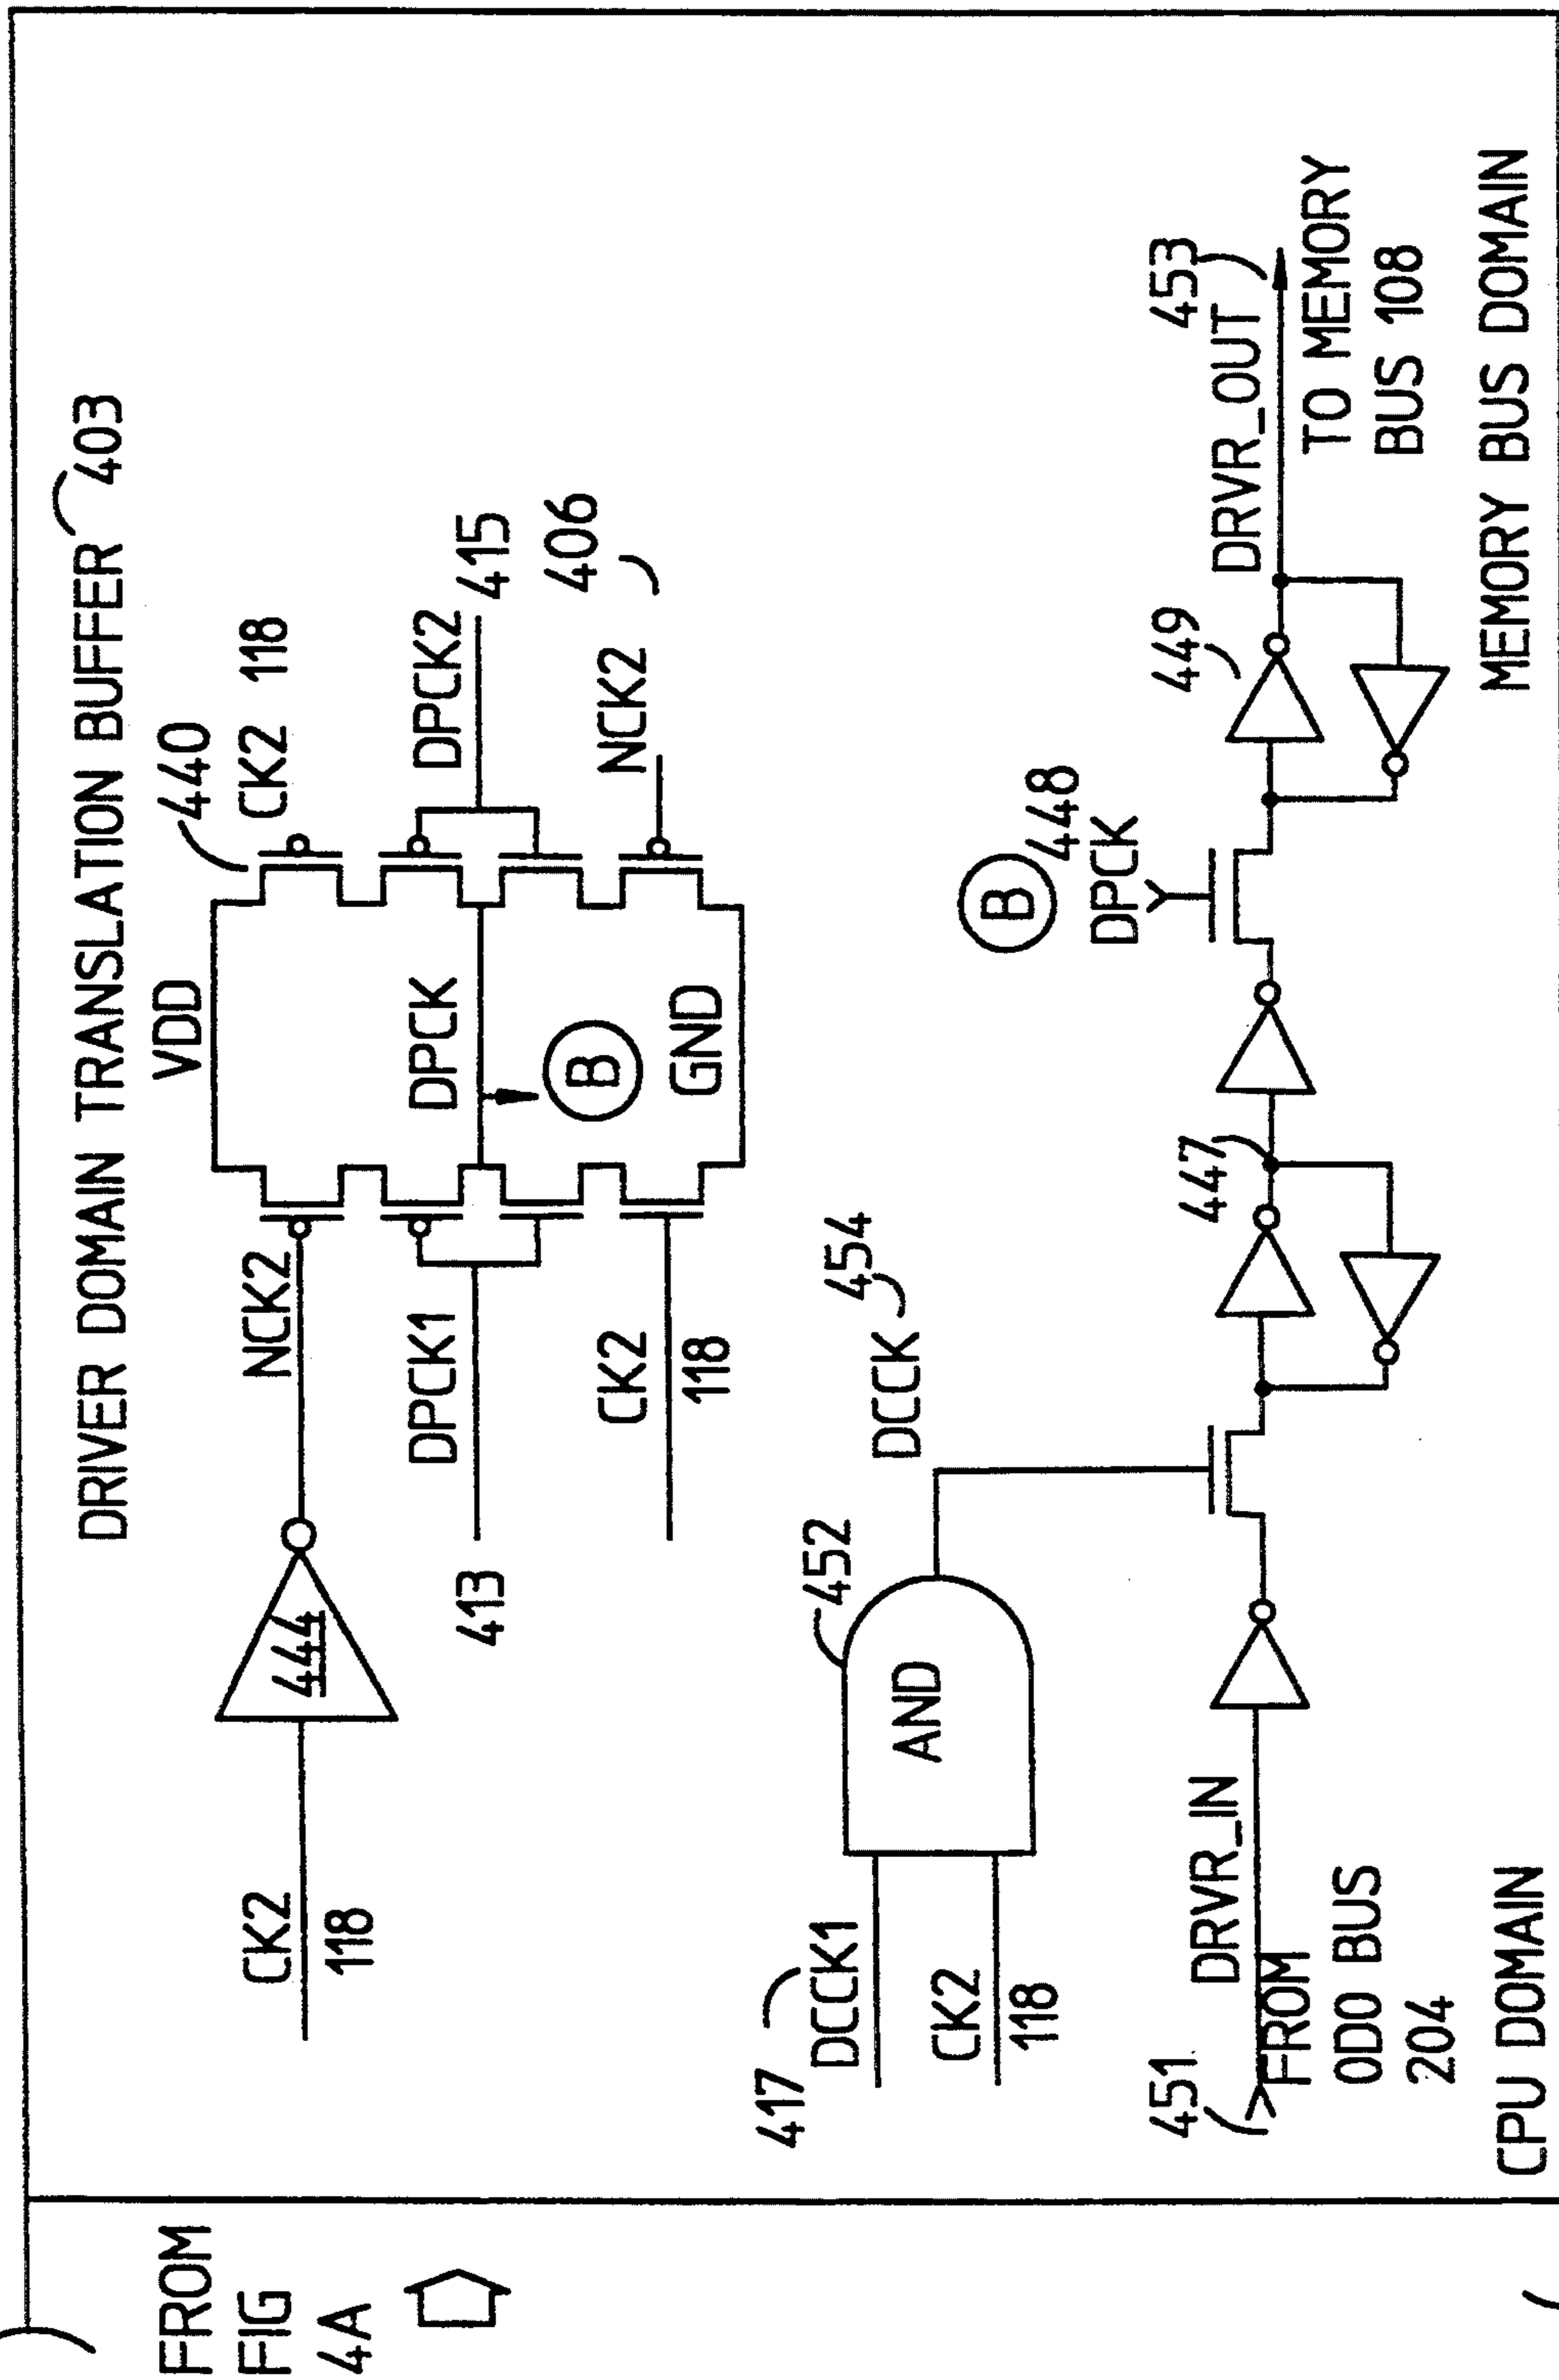 FROM
FIG
4A
DRIVER DOMAIN TRANSLATION BUFFER 403
VDD
440
CK2 118
CK2
118
444
NCK2
DPCK1
413
DPCK
B
GND
DPCK2
415
406
NCK2
CK2
118
417
DCCK1
CK2
118
AND
452
DCCK
454
B
448
DPCK
451
DRVR_IN
FROM
ODO BUS
204
447
449
DRVR_OUT
453
TO MEMORY
BUS 108
CPU DOMAIN
MEMORY BUS DOMAIN